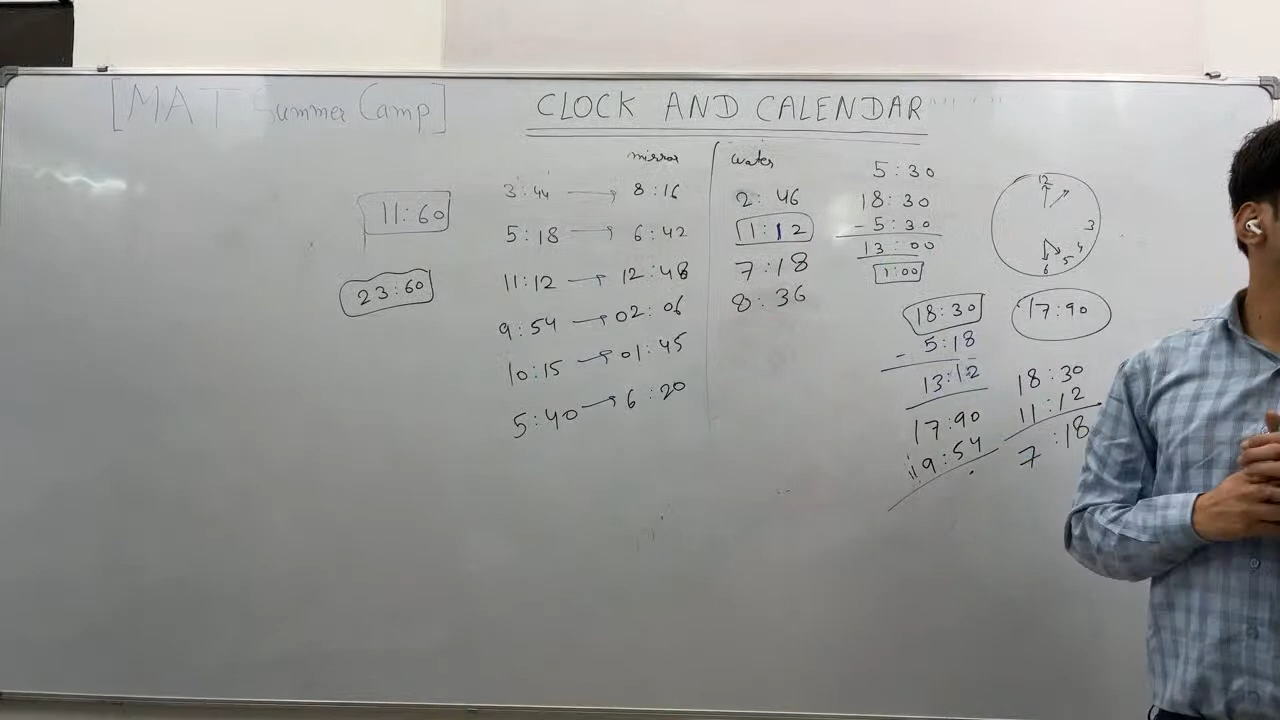 [MAT Summer Camp]
CLOCK AND CALENDAR
11:60
23:60
mirror
3:44 → 8:16
5:18 → 6:42
11:12 → 12:48
9:54 → 02:06
10:15 → 01:45
5:40 → 6:20
water
2:46
1:12
7:18
8:36
5:30
18:30
- 5:30
13:00
1:00
12
3
4
5
6
18:30
- 5:18
13:12
17:90
9:54
17:90
18:30
11:12
7:18